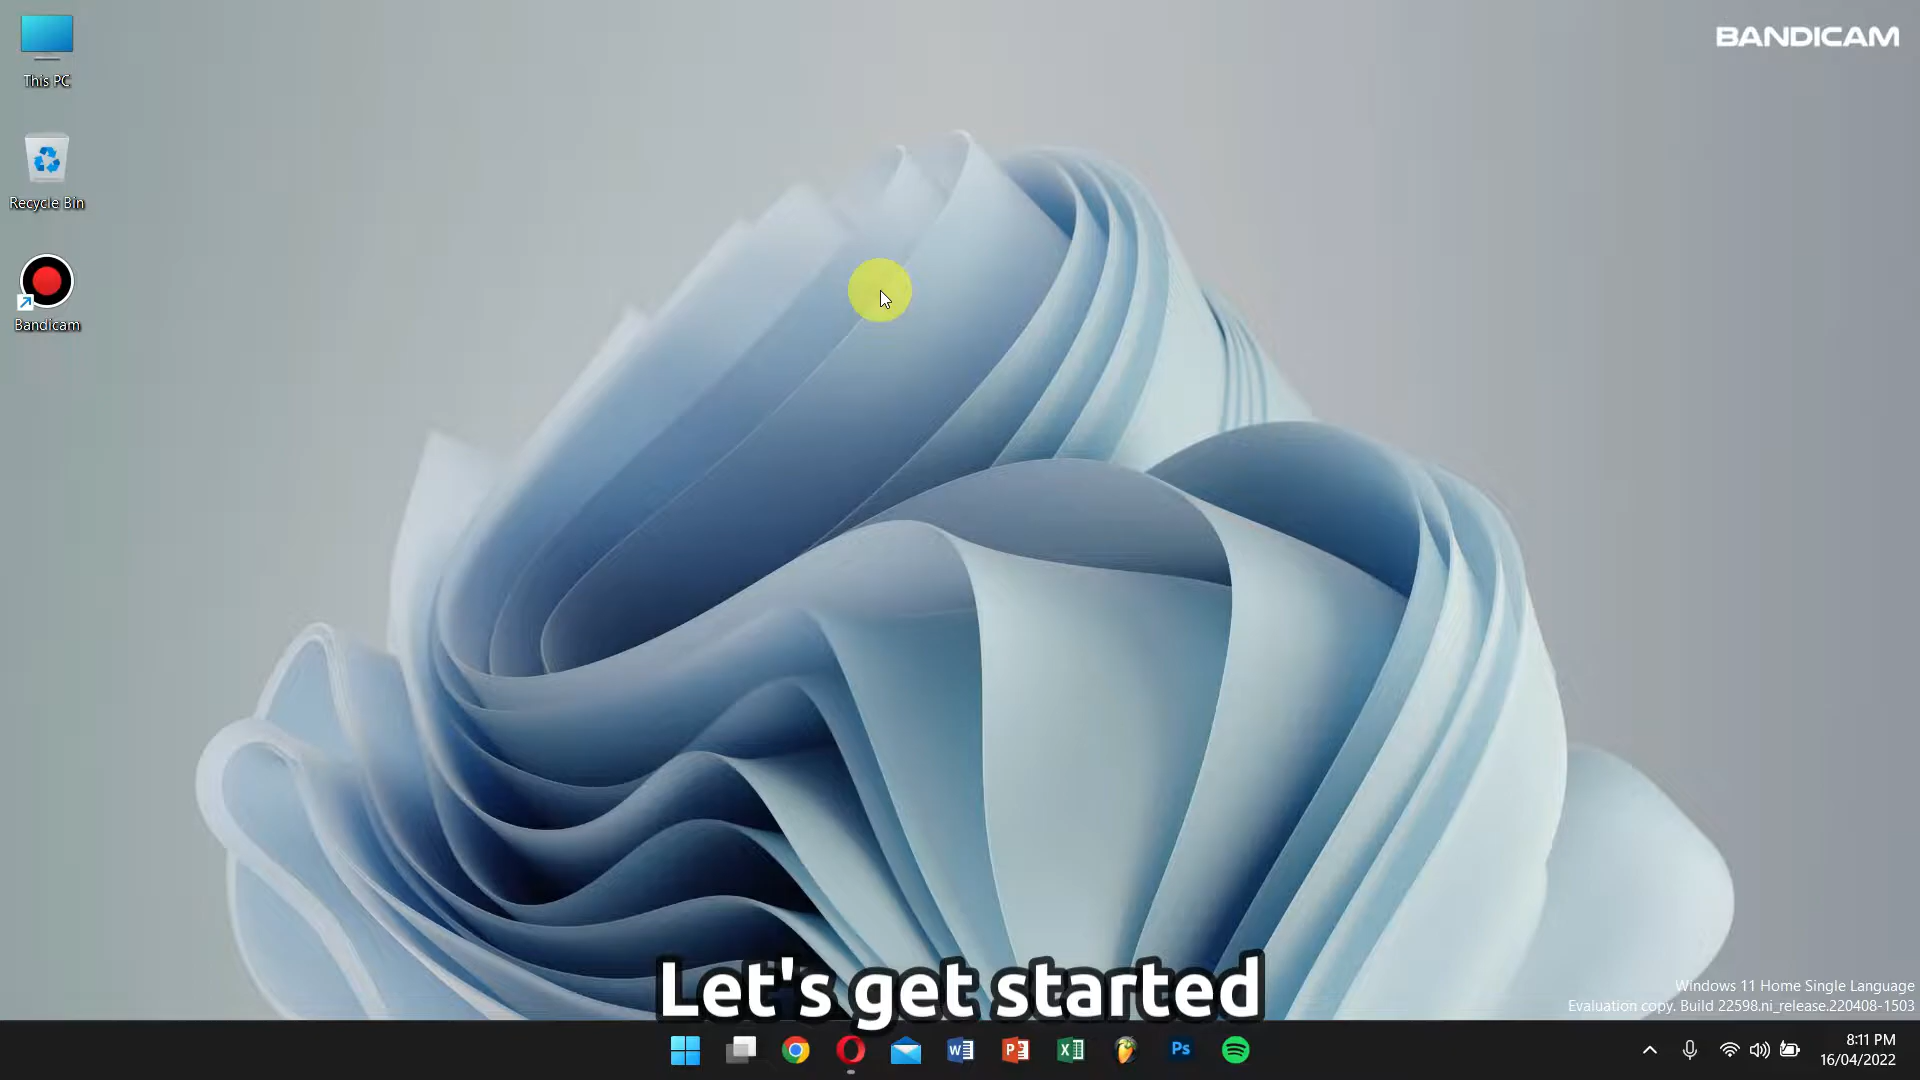 BANDICAM
This PC
Recycle Bin
Bandicam
Let's get started
Windows 11 Home Single Language
Evaluation copy. Build 22598.ni_release.220408-1503
Ps
8:11 PM
16/04/2022